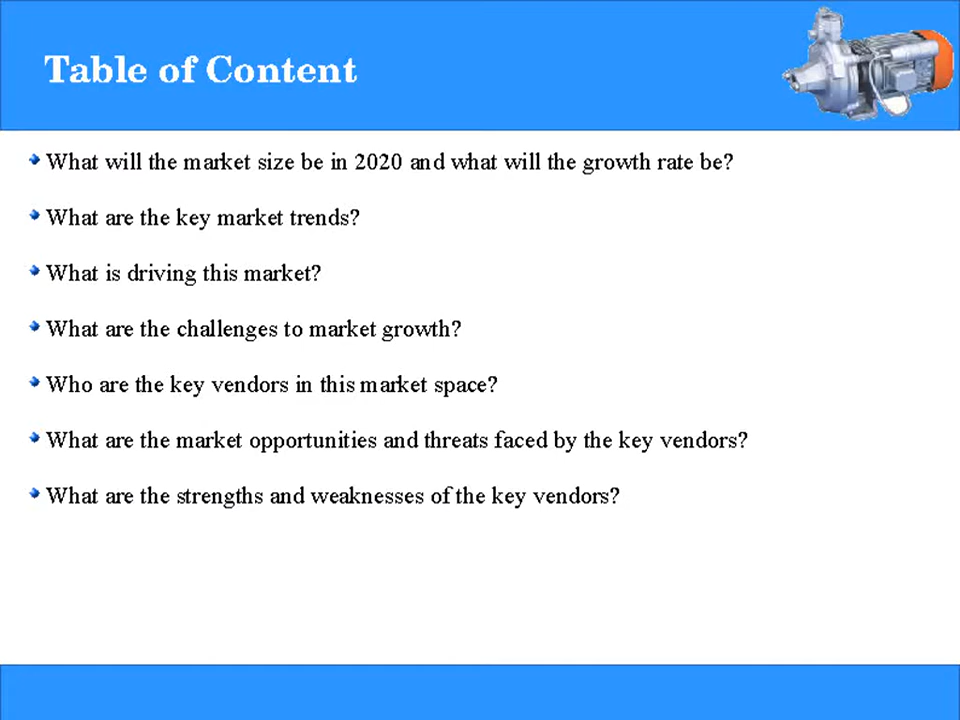 Table of Content
What will the market size be in 2020 and what will the growth rate be?
What are the key market trends?
What is driving this market?
What are the challenges to market growth?
Who are the key vendors in this market space?
What are the market opportunities and threats faced by the key vendors?
What are the strengths and weaknesses of the key vendors?